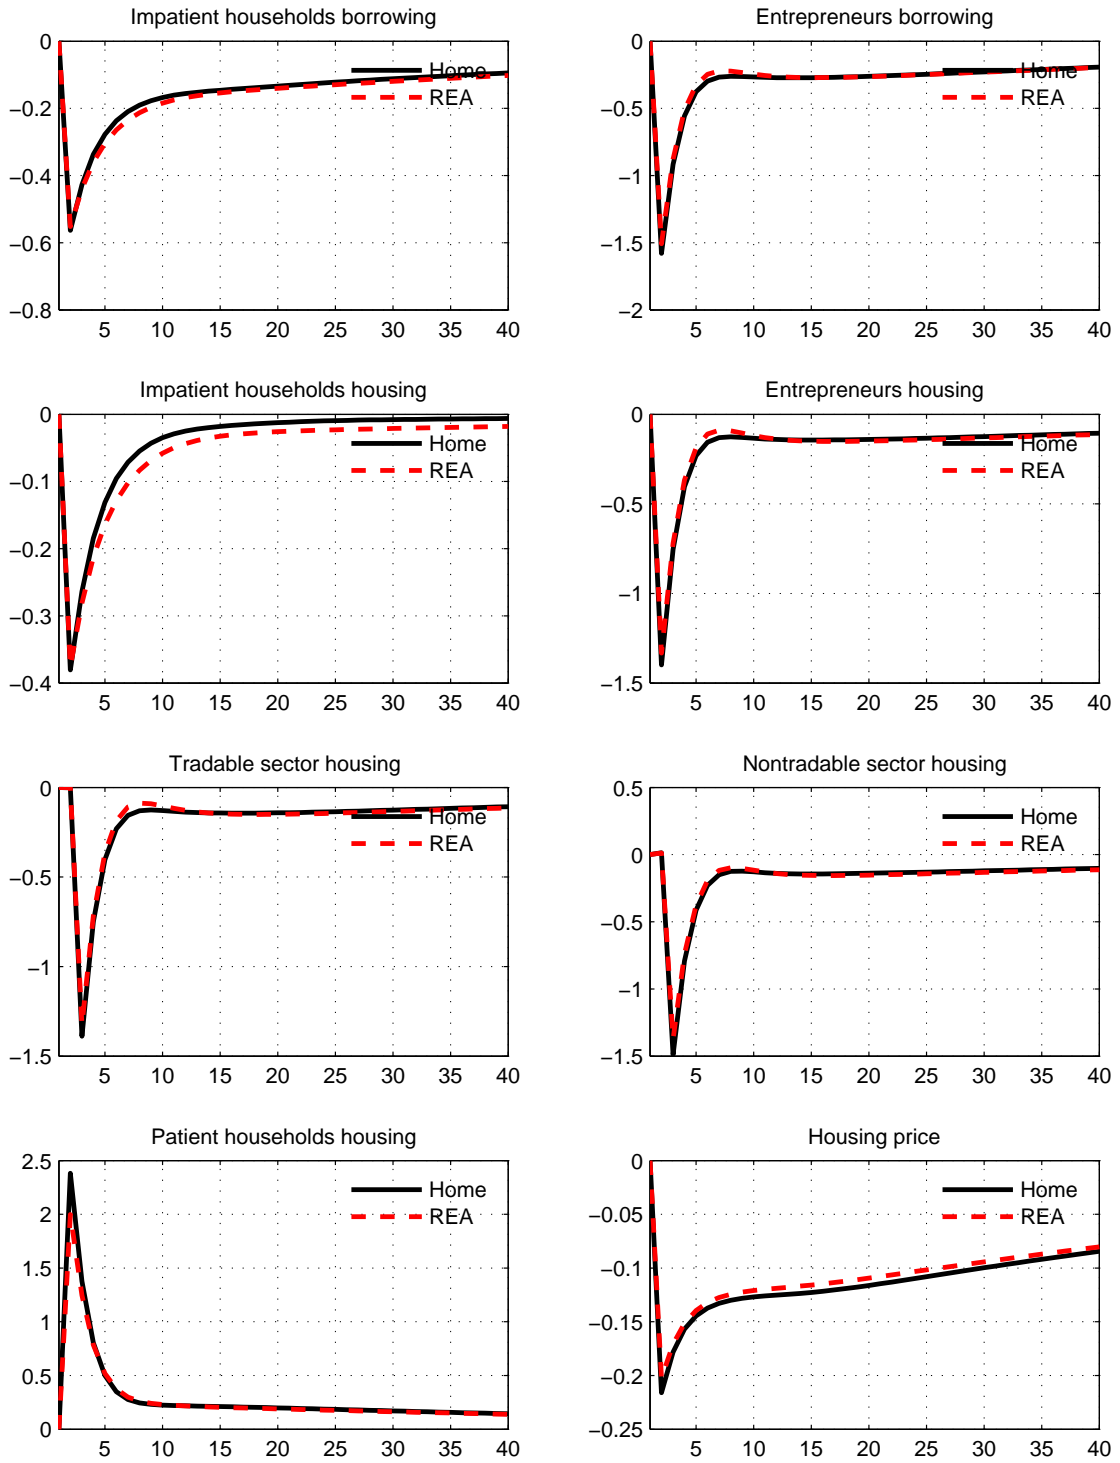 Impatient households borrowing
Entrepreneurs borrowing
0
−0.2
−0.4
−0.6
−0.8
Home
REA
5 10 15 20 25 30 35 40
0
−0.5
−1
−1.5
−2
Home
REA
5 10 15 20 25 30 35 40
Impatient households housing
Entrepreneurs housing
0
−0.1
−0.2
−0.3
−0.4
Home
REA
5 10 15 20 25 30 35 40
0
−0.5
−1
−1.5
Home
REA
5 10 15 20 25 30 35 40
Tradable sector housing
Nontradable sector housing
0
−0.5
−1
−1.5
Home
REA
5 10 15 20 25 30 35 40
0.5
0
−0.5
−1
−1.5
Home
REA
5 10 15 20 25 30 35 40
Patient households housing
Housing price
2.5
2
1.5
1
0.5
0
Home
REA
5 10 15 20 25 30 35 40
0
−0.05
−0.1
−0.15
−0.2
−0.25
Home
REA
5 10 15 20 25 30 35 40